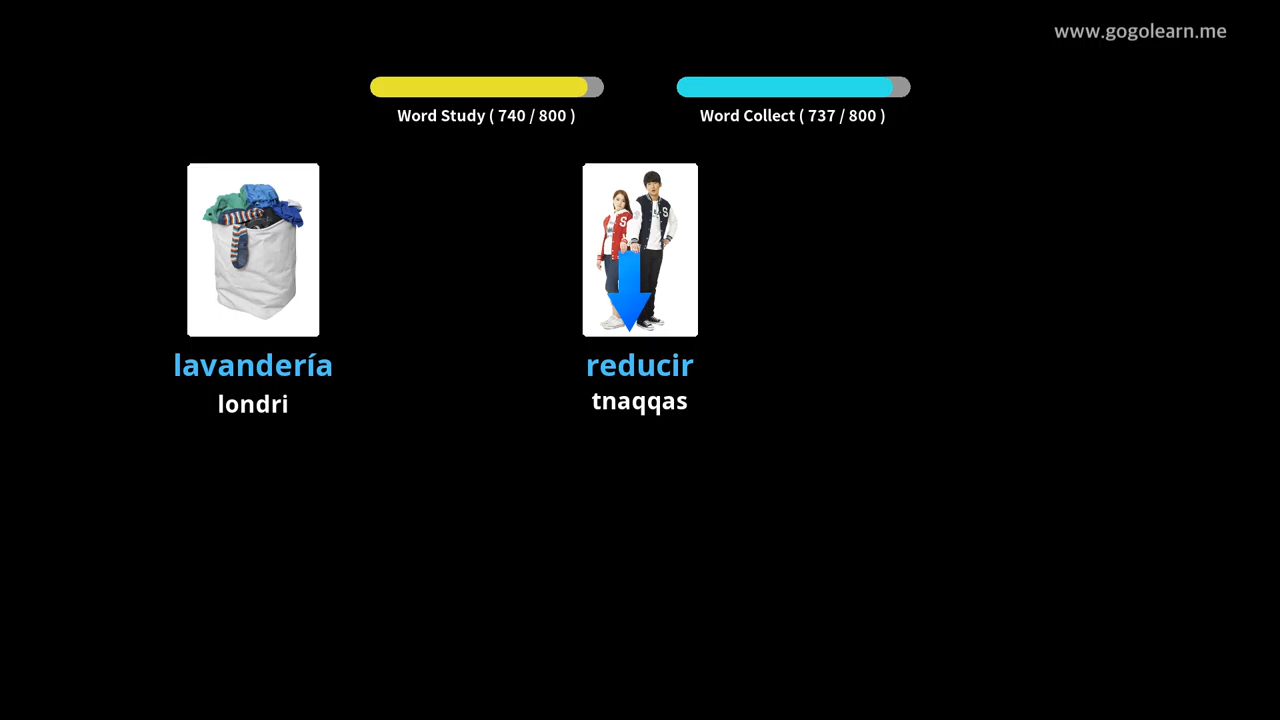 www.gogolearn.me
Word Study ( 740 / 800 )
Word Collect ( 737 / 800 )
S
S
lavandería
reducir
londri
tnaqqas